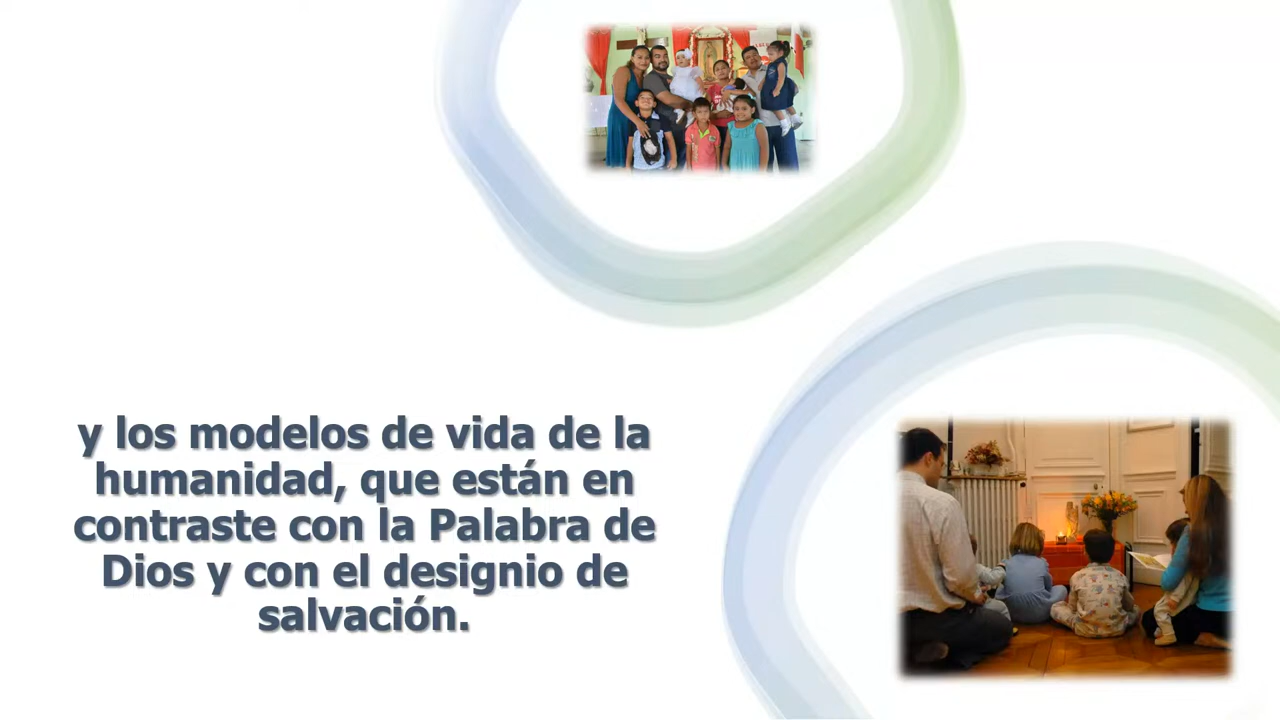 y los modelos de vida de la
humanidad, que están en
contraste con la Palabra de
Dios y con el designio de
salvación.